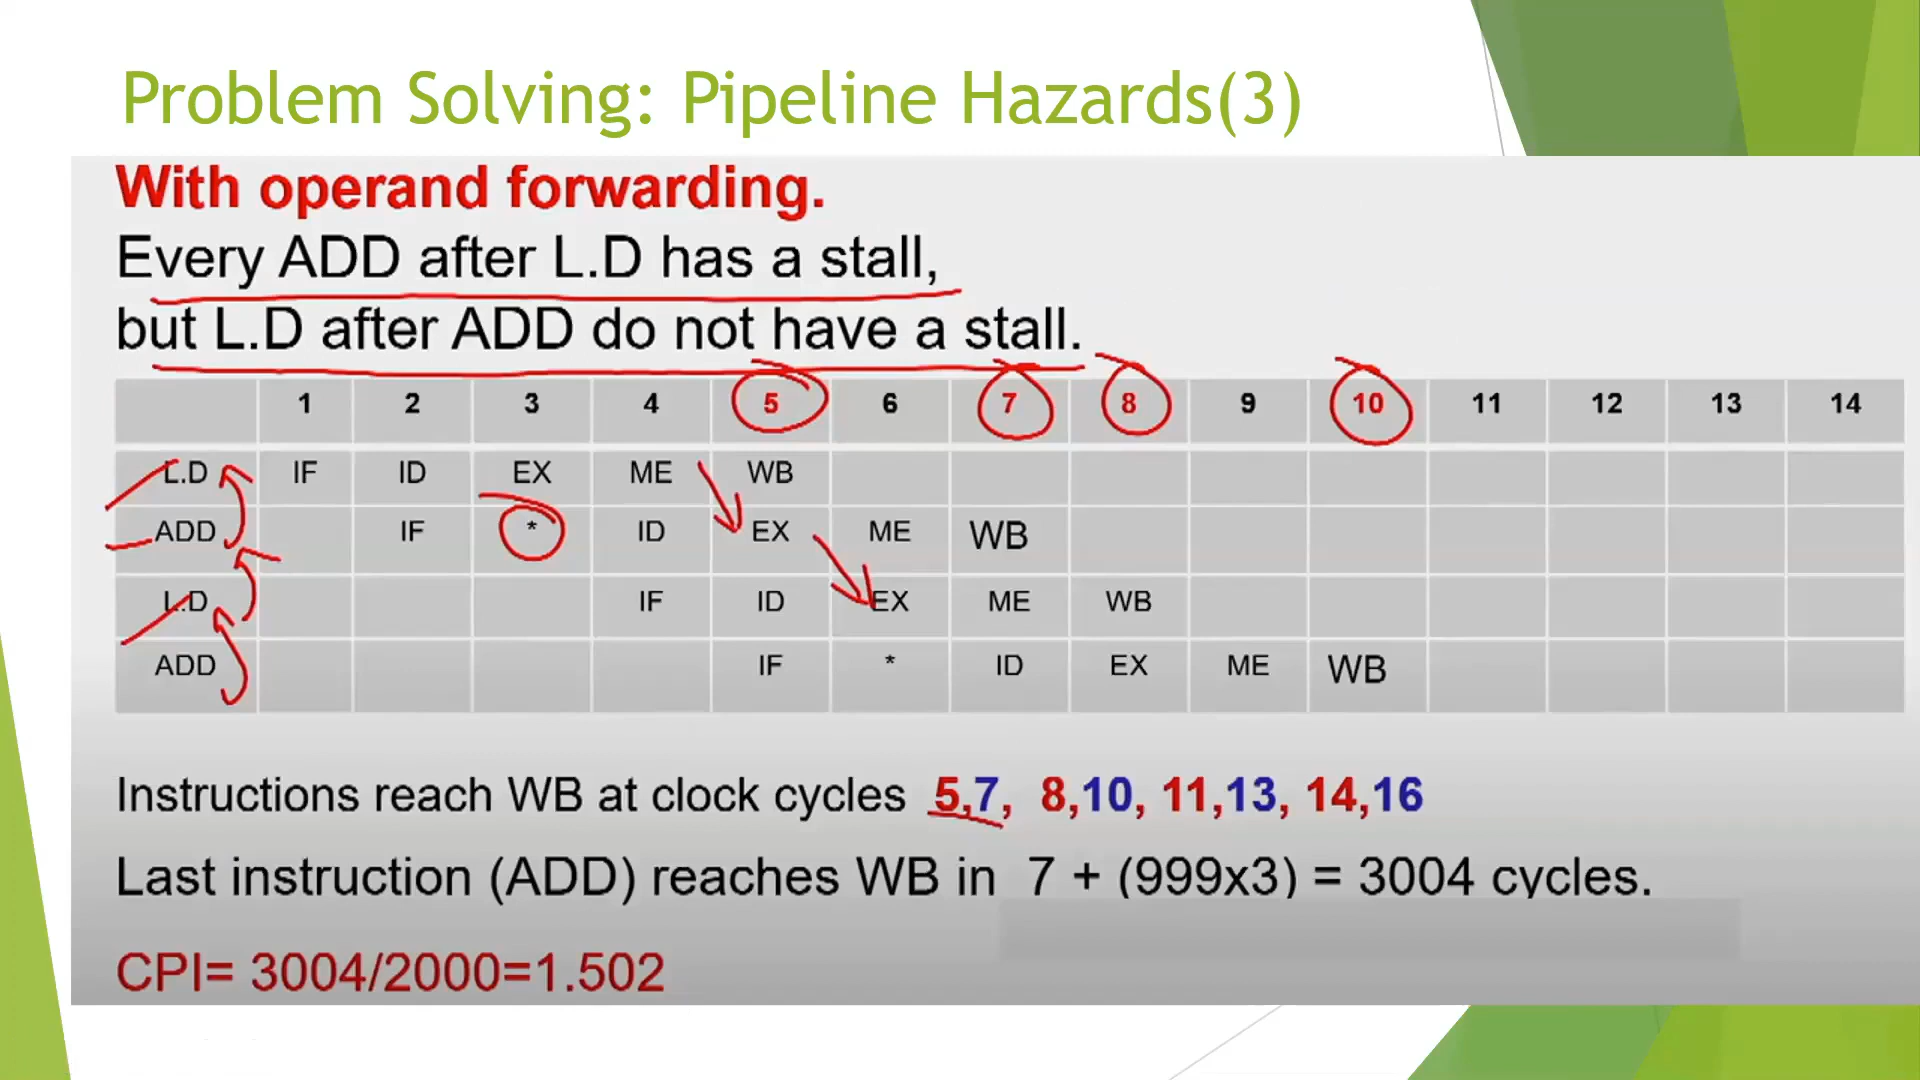 Problem Solving: Pipeline Hazards(3)
With operand forwarding.
Every ADD after L.D has a stall,
but L.D after ADD do not have a stall.
1 2 3 4 5 6 7 8 9 10 11 12 13 14
L.D IF ID EX ME WB
ADD IF * ID EX ME WB
L.D IF ID EX ME WB
ADD IF * ID EX ME WB
Instructions reach WB at clock cycles 5,7, 8,10, 11,13, 14,16
Last instruction (ADD) reaches WB in 7 + (999x3) = 3004 cycles.
CPI= 3004/2000=1.502